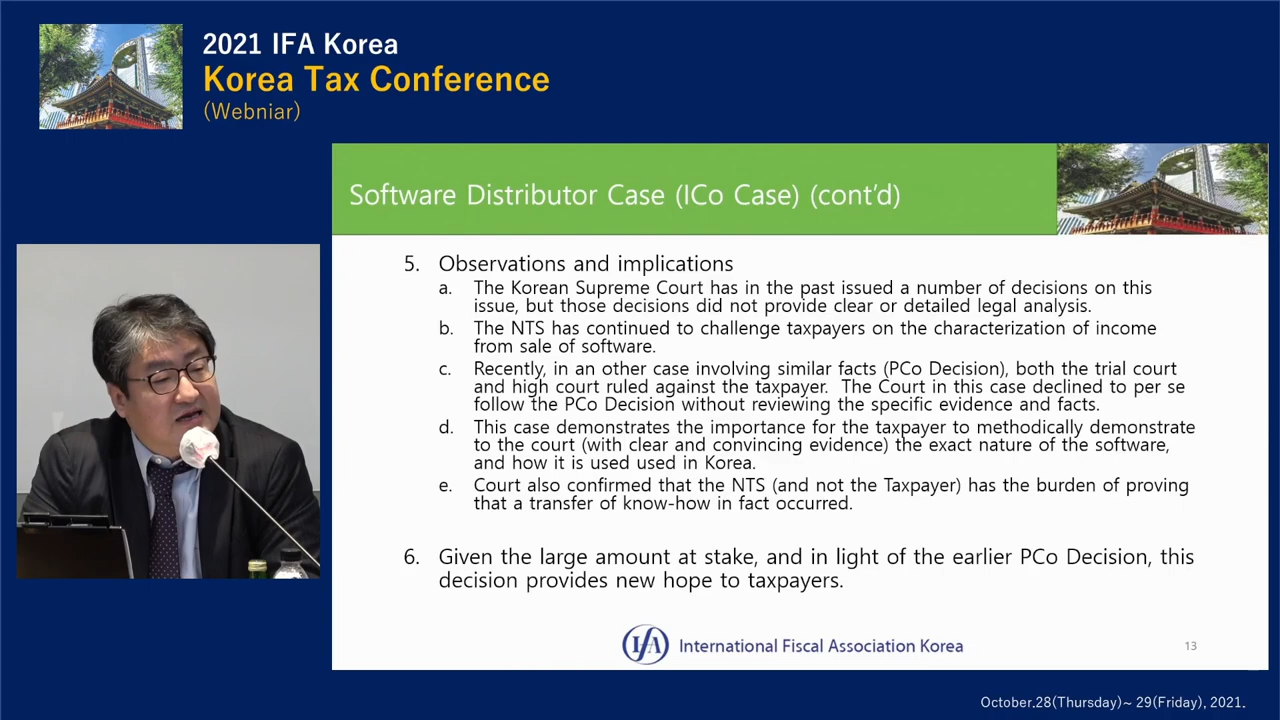 2021 IFA Korea
Korea Tax Conference
(Webniar)
Software Distributor Case (ICo Case) (cont'd)
5. Observations and implications
a. The Korean Supreme Court has in the past issued a number of decisions on this
issue, but those decisions did not provide clear or detailed legal analysis.
b. The NTS has continued to challenge taxpayers on the characterization of income
from sale of software.
c. Recently, in an other case involving similar facts (PCo Decision), both the trial court
and high court ruled against the taxpayer. The Court in this case declined to per se
follow the PCo Decision without reviewing the specific evidence and facts.
d. This case demonstrates the importance for the taxpayer to methodically demonstrate
to the court (with clear and convincing evidence) the exact nature of the software,
and how it is used used in Korea.
e. Court also confirmed that the NTS (and not the Taxpayer) has the burden of proving
that a transfer of know-how in fact occurred.
6. Given the large amount at stake, and in light of the earlier PCo Decision, this
decision provides new hope to taxpayers.
IFA International Fiscal Association Korea
13
October.28(Thursday)~ 29(Friday), 2021.